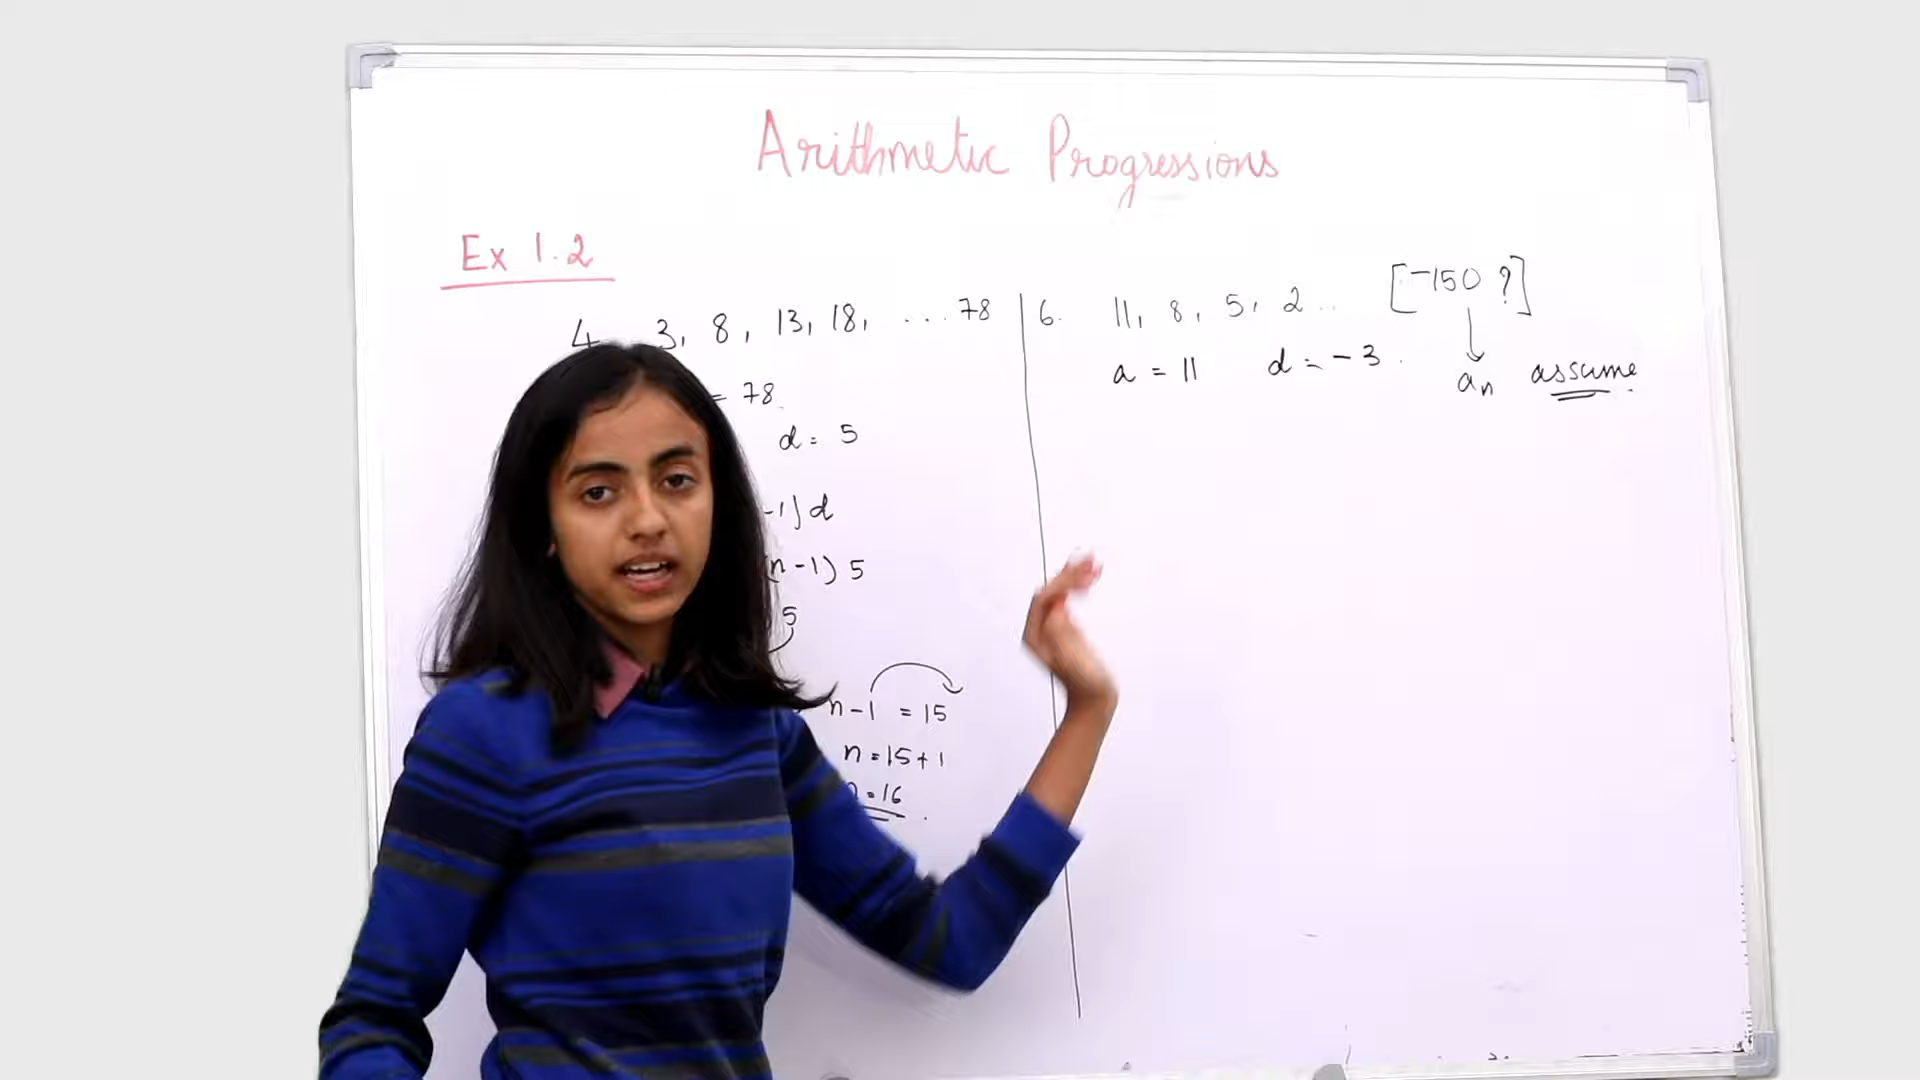 Arithmetic Progressions
Ex 1.2
4. 3, 8, 13, 18, ... 78
= 78
d = 5
-1) d
(n-1) 5
5
n-1 = 15
n = 15 + 1
= 16
6. 11, 8, 5, 2 ... [-150 ?]
a = 11 d = -3 .
an assume.